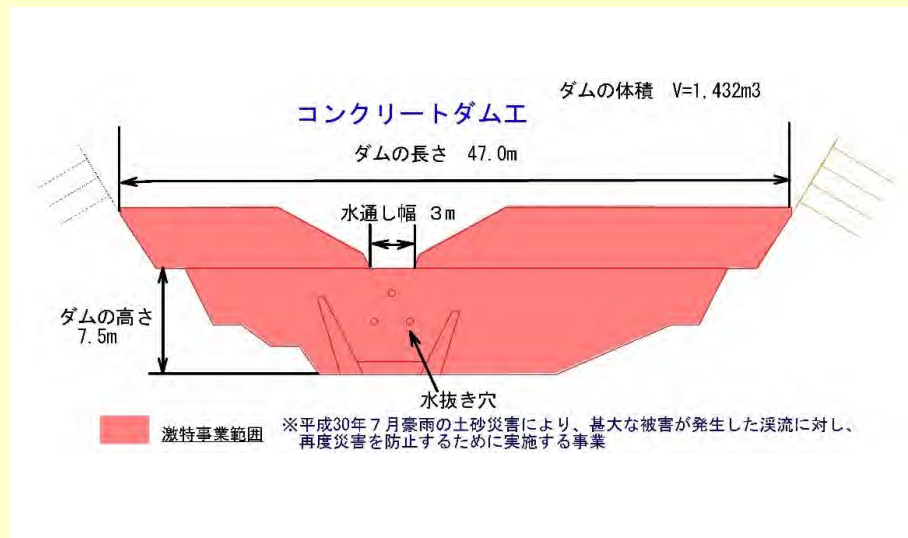 ダムの体積 V=1,432m3
コンクリートダム工
ダムの長さ 47.0m
水通し幅 3m
ダムの高さ
7.5m
水抜き穴
激特事業範囲
※平成30年7月豪雨の土砂災害により、甚大な被害が発生した渓流に対し、
再度災害を防止するために実施する事業